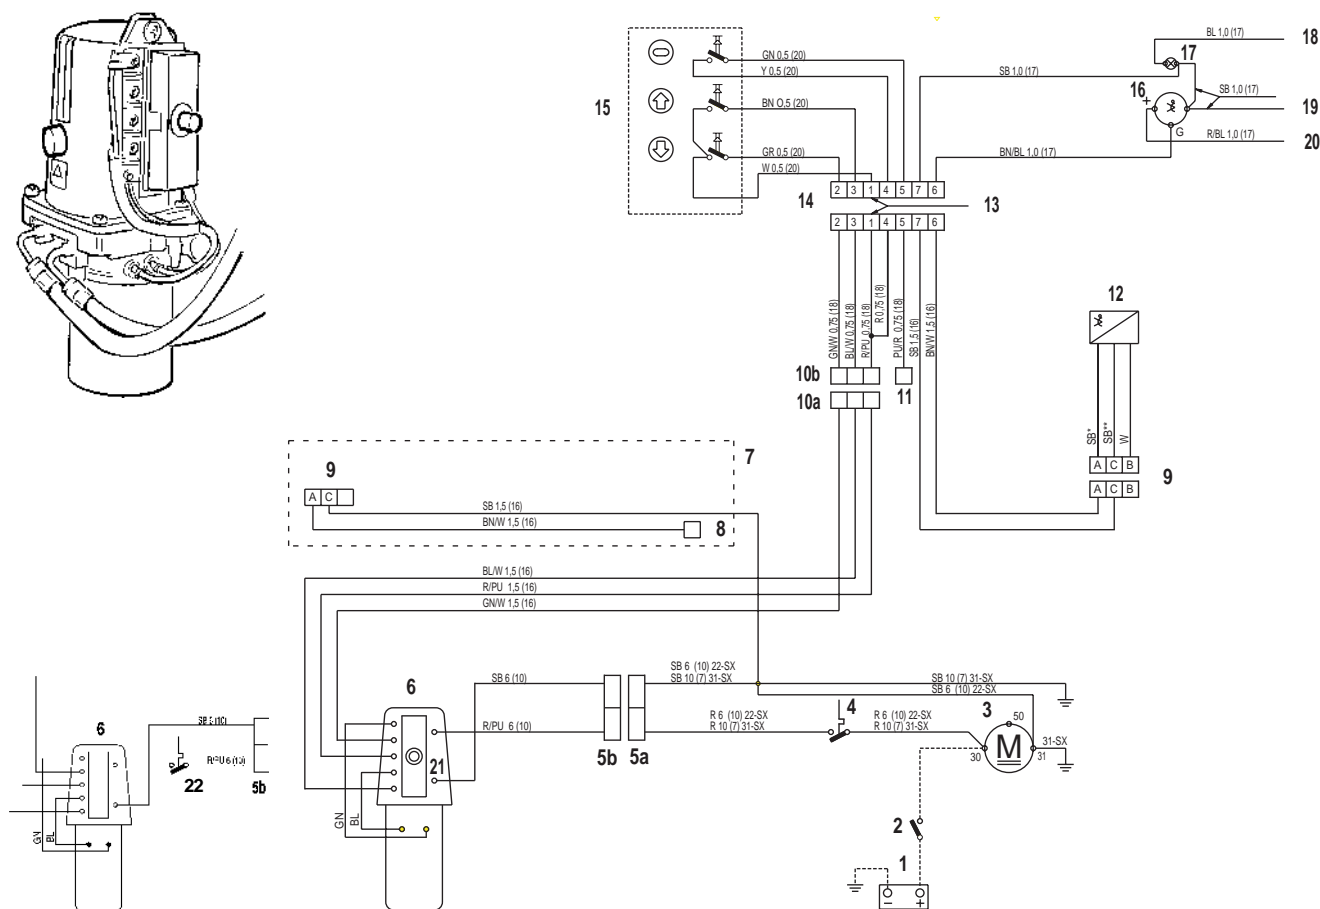 BL 1,0 (17)
18
GN 0,5 (20)
17
Y 0,5 (20)
SB 1,0 (17)
16
SB 1,0 (17)
+
15
BN O,5 (20)
19
G
R/BL 1,0 (17)
20
GR 0,5 (20)
BN/BL 1,0 (17)
W 0,5 (20)
2 3 1 4 5 7 6
14
13
2 3 1 4 5 7 6
GN/W 0,75 (18)
BL/W 0,75 (18)
R/PU 0,75 (18)
R 0,75 (18)
PU/R 0,75 (18)
SB 1,5 (16)
BN/W 1,5 (16)
12
10b
11
10a
SB*
SB**
W
7
9
A C B
9
A C
A C B
SB 1,5 (16)
BN/W 1,5 (16)
8
BL/W 1,5 (16)
R/PU 1,5 (16)
GN/W 1,5 (16)
SB 6 (10) 22-SX
SB 6 (10)
SB 10 (7) 31-SX
SB 10 (7) 31-SX
6
SB 6 (10) 22-SX
4
3
R 6 (10) 22-SX
R 6 (10) 22-SX
50
R/PU 6 (10)
R 10 (7) 31-SX
R 10 (7) 31-SX
6
M
31-SX
5b
5a
30
31
21
22
5b
GN
BL
GN
BL
2
1
– +